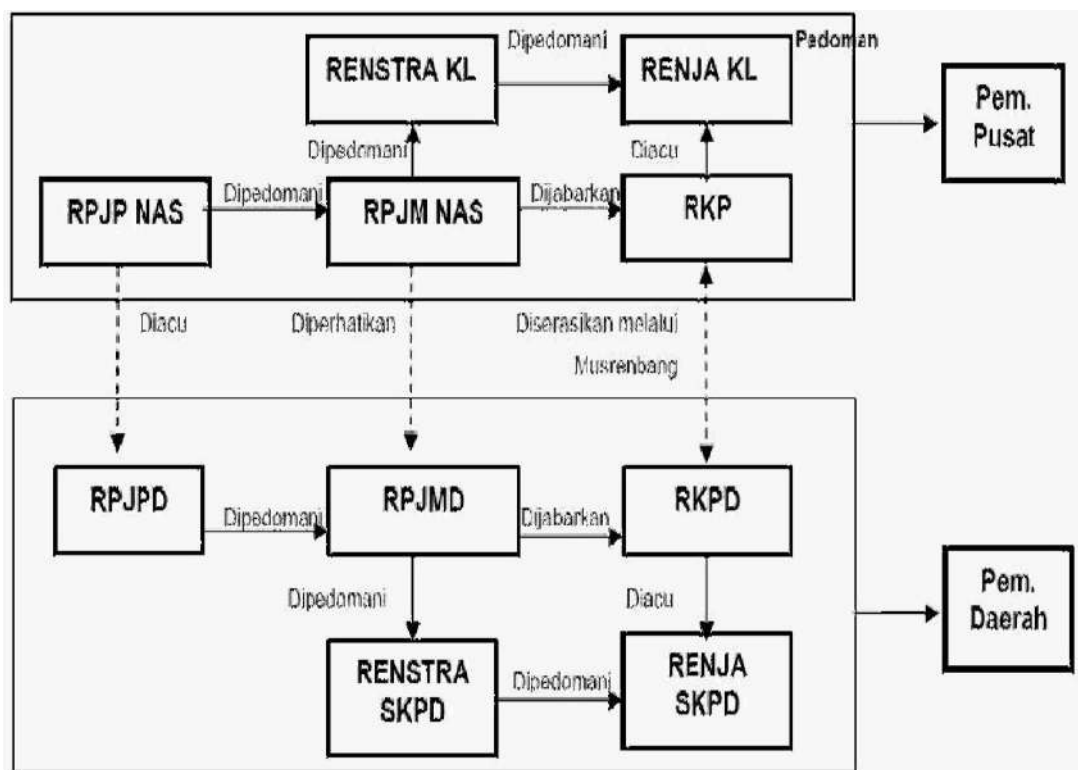 Dipedomani
Pedoman
RENSTRA KL
RENJA KL
Pem.
Pusat
Dipedomani
Diacu
RPJP NAS
Dipedomani
RPJM NAS
Dijabarkan
RKP
Diacu
Diperhatikan
Diserasikan melalui
Musrenbang
RPJPD
Dipedomani
RPJMD
Dijabarkan
RKPD
Pem.
Daerah
Dipedomani
Diacu
RENSTRA
SKPD
Dipedomani
RENJA
SKPD